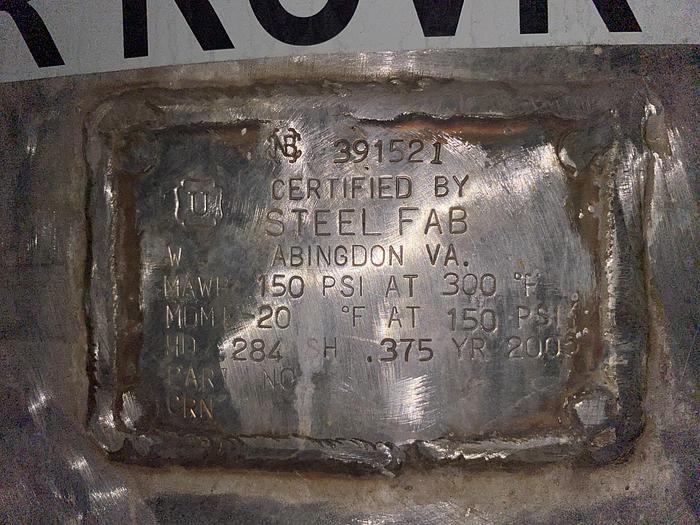 R ROVR
NB 391521
CERTIFIED BY
U STEEL FAB
W ABINGDON VA.
MAWP 150 PSI AT 300 °F
MDMT -20 °F AT 150 PSI
HD .284 SH .375 YR
PART NO
CRN